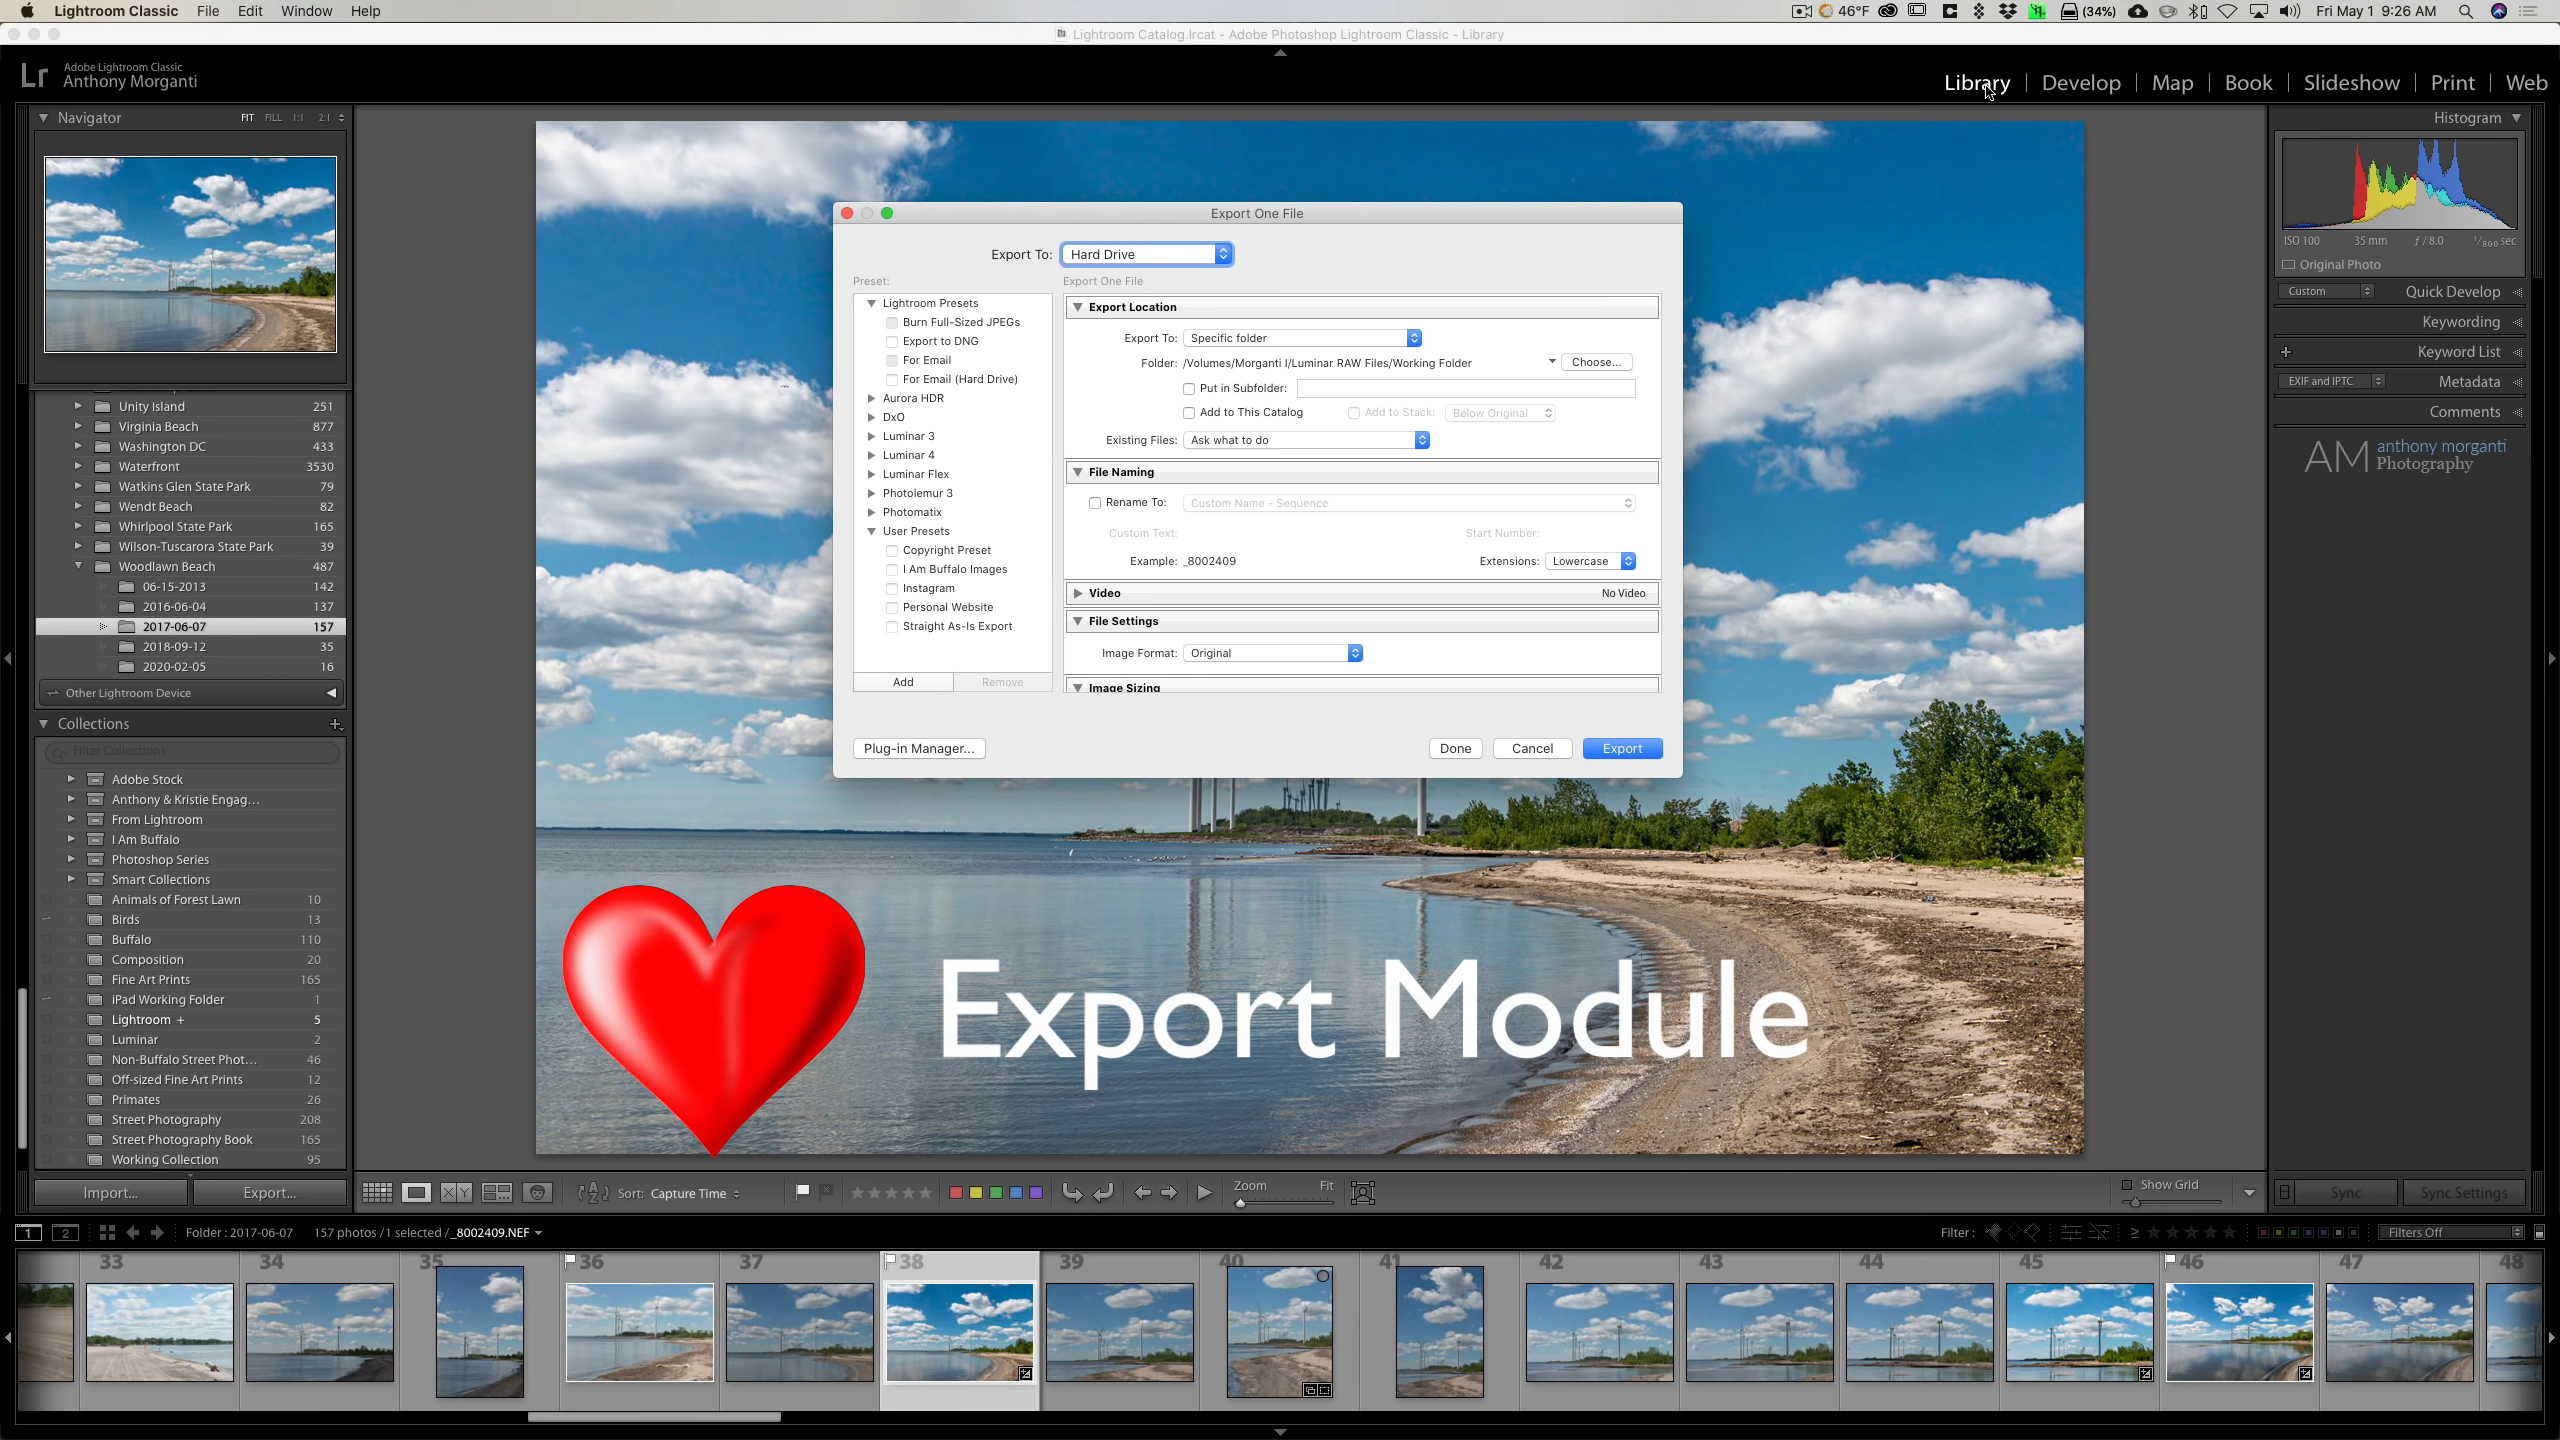 Lightroom Classic File Edit Window Help
46°F (34%) Fri May 1 9:26 AM
Lightroom Catalog.lrcat - Adobe Photoshop Lightroom Classic - Library
Lr Adobe Lightroom Classic
Anthony Morganti
Library | Develop | Map | Book | Slideshow | Print | Web
Navigator FIT FILL 1:1 2:1
Unity Island 251
Virginia Beach 877
Washington DC 433
Waterfront 3530
Watkins Glen State Park 79
Wendt Beach 82
Whirlpool State Park 165
Wilson-Tuscarora State Park 39
Woodlawn Beach 487
06-15-2013 142
2016-06-04 137
2017-06-07 157
2018-09-12 35
2020-02-05 16
Other Lightroom Device
Collections
Filter Collections
Adobe Stock
Anthony & Kristie Engag...
From Lightroom
I Am Buffalo
Photoshop Series
Smart Collections
Animals of Forest Lawn 10
Birds 13
Buffalo 110
Composition 20
Fine Art Prints 165
iPad Working Folder 1
Lightroom + 5
Luminar 2
Non-Buffalo Street Phot... 46
Off-sized Fine Art Prints 12
Primates 26
Street Photography 208
Street Photography Book 165
Working Collection 95
Import... Export...
Export One File
Export To: Hard Drive
Preset:
Lightroom Presets
Burn Full-Sized JPEGs
Export to DNG
For Email
For Email (Hard Drive)
Aurora HDR
DxO
Luminar 3
Luminar 4
Luminar Flex
Photolemur 3
Photomatix
User Presets
Copyright Preset
I Am Buffalo Images
Instagram
Personal Website
Straight As-Is Export
Add Remove
Export One File
Export Location
Export To: Specific folder
Folder: /Volumes/Morganti I/Luminar RAW Files/Working Folder Choose...
Put in Subfolder:
Add to This Catalog Add to Stack: Below Original
Existing Files: Ask what to do
File Naming
Rename To: Custom Name - Sequence
Custom Text: Start Number:
Example: _8002409 Extensions: Lowercase
Video No Video
File Settings
Image Format: Original
Image Sizing
Plug-in Manager... Done Cancel Export
Export Module
Histogram
ISO 100 35 mm ƒ / 8.0 1/800 sec
Original Photo
Custom Quick Develop
Keywording
Keyword List
EXIF and IPTC Metadata
Comments
AM anthony morganti
Photography
XY Sort: Capture Time Zoom Fit Show Grid
Sync Sync Settings
1 2 Folder : 2017-06-07 157 photos / 1 selected / _8002409.NEF Filter : Filters Off
33 34 35 36 37 38 39 40 41 42 43 44 45 46 47 48